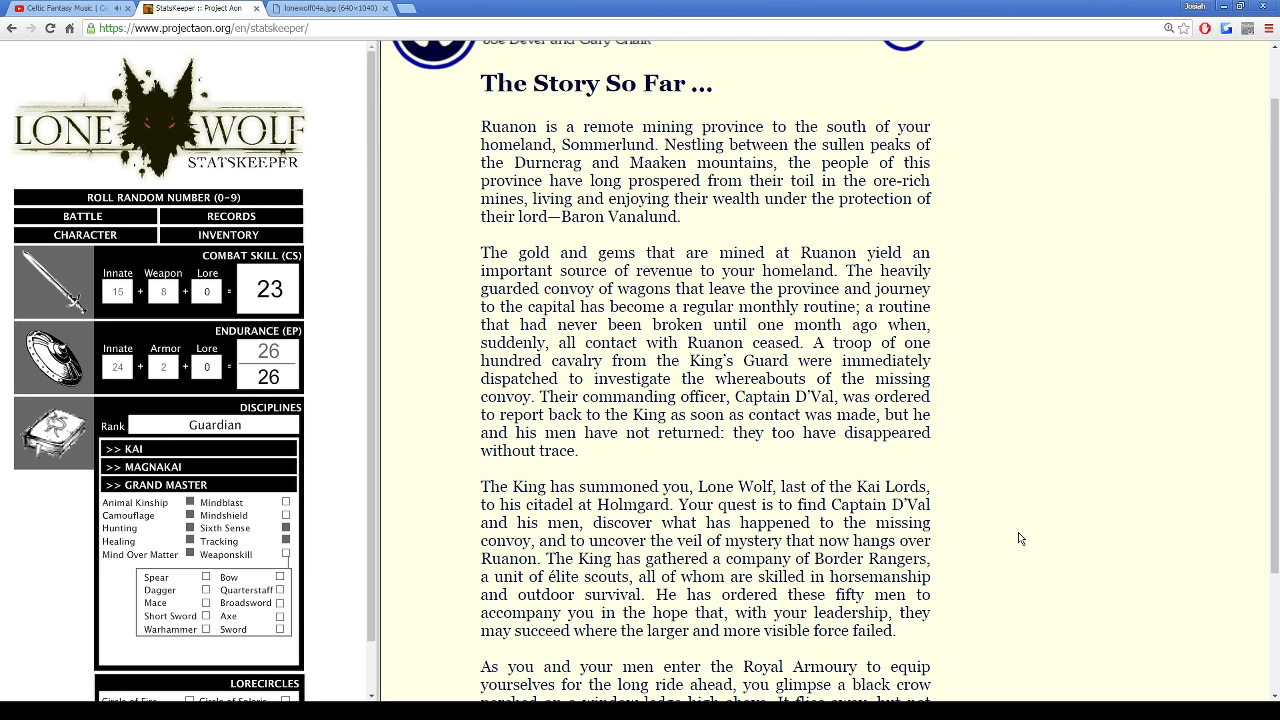 Celtic Fantasy Music | C
StatsKeeper :: Project Aon
lonewolf04a.jpg (640×1040)
Josiah
https://www.projectaon.org/en/statskeeper/
LONE WOLF
STATSKEEPER
ROLL RANDOM NUMBER (0-9)
BATTLE RECORDS
CHARACTER INVENTORY
COMBAT SKILL (CS)
Innate Weapon Lore
15 + 8 + 0 = 23
ENDURANCE (EP)
Innate Armor Lore
26
24 + 2 + 0 =
26
DISCIPLINES
Rank Guardian
>> KAI
>> MAGNAKAI
>> GRAND MASTER
Animal Kinship Mindblast
Camouflage Mindshield
Hunting Sixth Sense
Healing Tracking
Mind Over Matter Weaponskill
Spear Bow
Dagger Quarterstaff
Mace Broadsword
Short Sword Axe
Warhammer Sword
LORECIRCLES
Circle of Fire Circle of Solaris
Joe Dever and Gary Chalk
The Story So Far ...
Ruanon is a remote mining province to the south of your
homeland, Sommerlund. Nestling between the sullen peaks of
the Durncrag and Maaken mountains, the people of this
province have long prospered from their toil in the ore-rich
mines, living and enjoying their wealth under the protection of
their lord—Baron Vanalund.
The gold and gems that are mined at Ruanon yield an
important source of revenue to your homeland. The heavily
guarded convoy of wagons that leave the province and journey
to the capital has become a regular monthly routine; a routine
that had never been broken until one month ago when,
suddenly, all contact with Ruanon ceased. A troop of one
hundred cavalry from the King’s Guard were immediately
dispatched to investigate the whereabouts of the missing
convoy. Their commanding officer, Captain D’Val, was ordered
to report back to the King as soon as contact was made, but he
and his men have not returned: they too have disappeared
without trace.
The King has summoned you, Lone Wolf, last of the Kai Lords,
to his citadel at Holmgard. Your quest is to find Captain D’Val
and his men, discover what has happened to the missing
convoy, and to uncover the veil of mystery that now hangs over
Ruanon. The King has gathered a company of Border Rangers,
a unit of élite scouts, all of whom are skilled in horsemanship
and outdoor survival. He has ordered these fifty men to
accompany you in the hope that, with your leadership, they
may succeed where the larger and more visible force failed.
As you and your men enter the Royal Armoury to equip
yourselves for the long ride ahead, you glimpse a black crow
perched on a window ledge high above. It flies away, but not